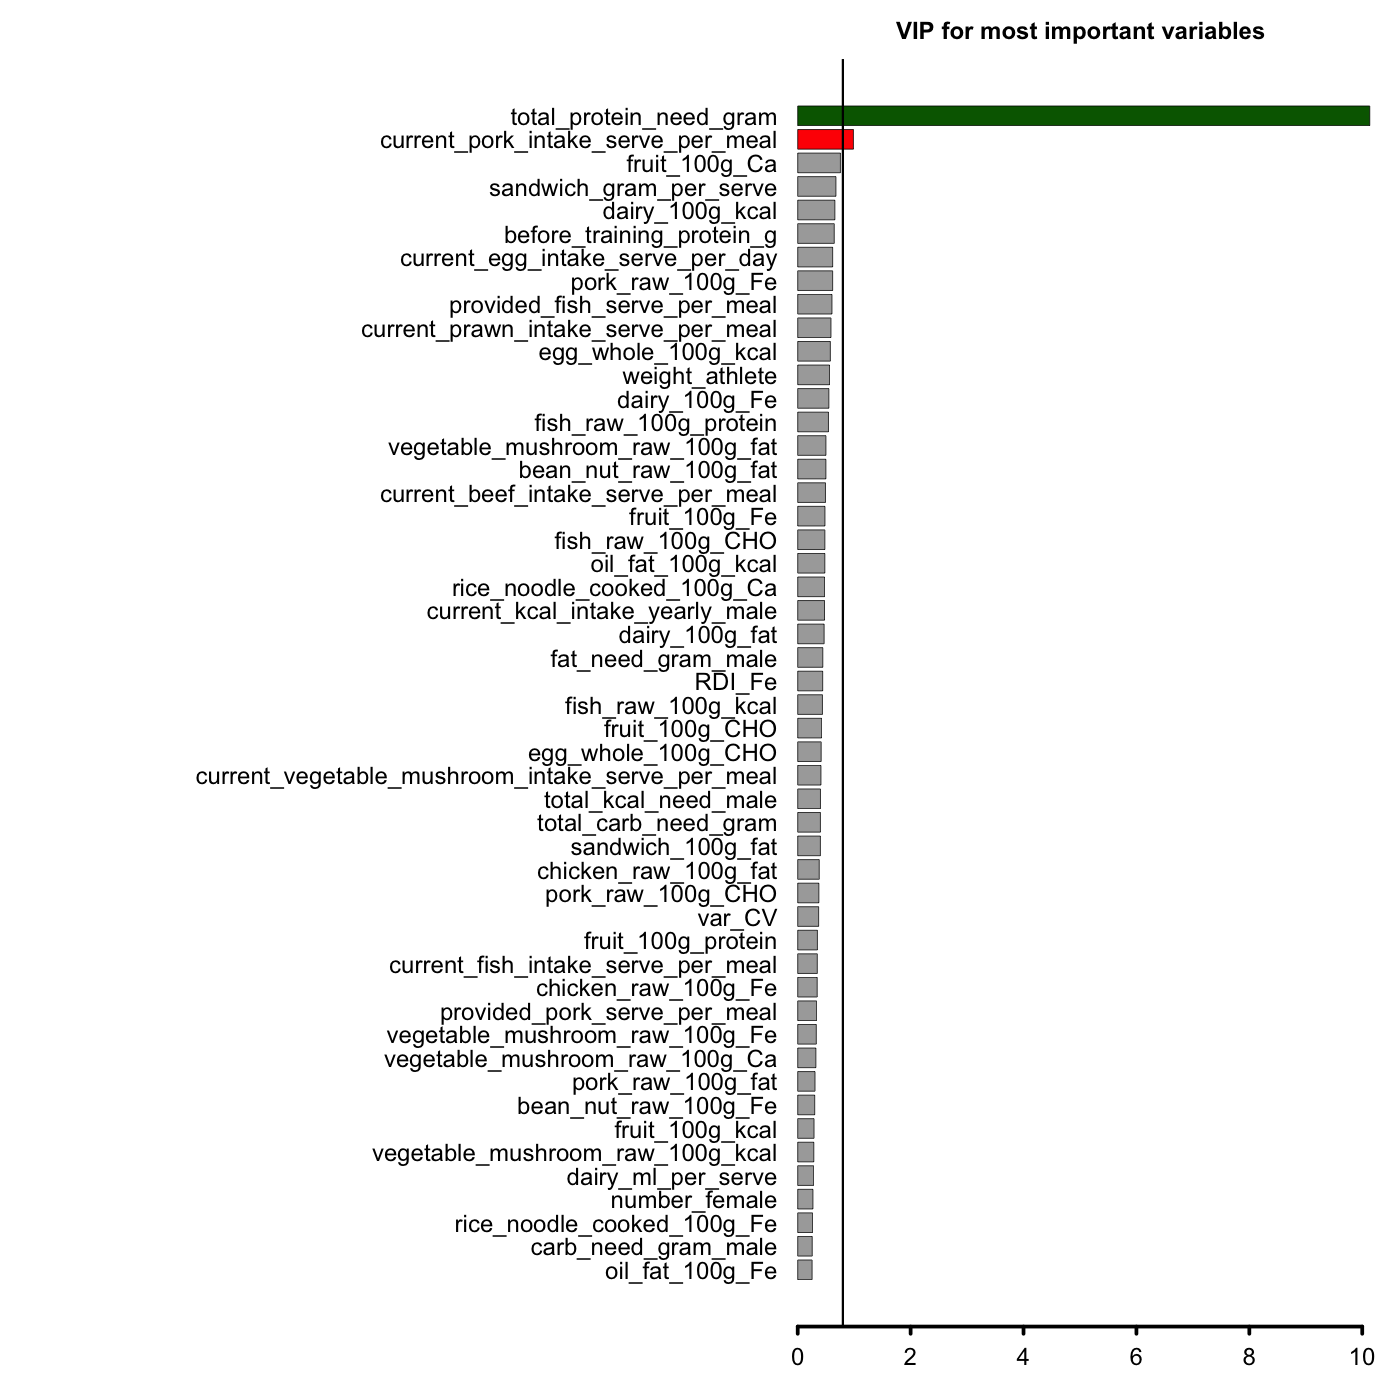 VIP for most important variables
total_protein_need_gram
current_pork_intake_serve_per_meal
fruit_100g_Ca
sandwich_gram_per_serve
dairy_100g_kcal
before_training_protein_g
current_egg_intake_serve_per_day
pork_raw_100g_Fe
provided_fish_serve_per_meal
current_prawn_intake_serve_per_meal
egg_whole_100g_kcal
weight_athlete
dairy_100g_Fe
fish_raw_100g_protein
vegetable_mushroom_raw_100g_fat
bean_nut_raw_100g_fat
current_beef_intake_serve_per_meal
fruit_100g_Fe
fish_raw_100g_CHO
oil_fat_100g_kcal
rice_noodle_cooked_100g_Ca
current_kcal_intake_yearly_male
dairy_100g_fat
fat_need_gram_male
RDI_Fe
fish_raw_100g_kcal
fruit_100g_CHO
egg_whole_100g_CHO
current_vegetable_mushroom_intake_serve_per_meal
total_kcal_need_male
total_carb_need_gram
sandwich_100g_fat
chicken_raw_100g_fat
pork_raw_100g_CHO
var_CV
fruit_100g_protein
current_fish_intake_serve_per_meal
chicken_raw_100g_Fe
provided_pork_serve_per_meal
vegetable_mushroom_raw_100g_Fe
vegetable_mushroom_raw_100g_Ca
pork_raw_100g_fat
bean_nut_raw_100g_Fe
fruit_100g_kcal
vegetable_mushroom_raw_100g_kcal
dairy_ml_per_serve
number_female
rice_noodle_cooked_100g_Fe
carb_need_gram_male
oil_fat_100g_Fe
0 2 4 6 8 10